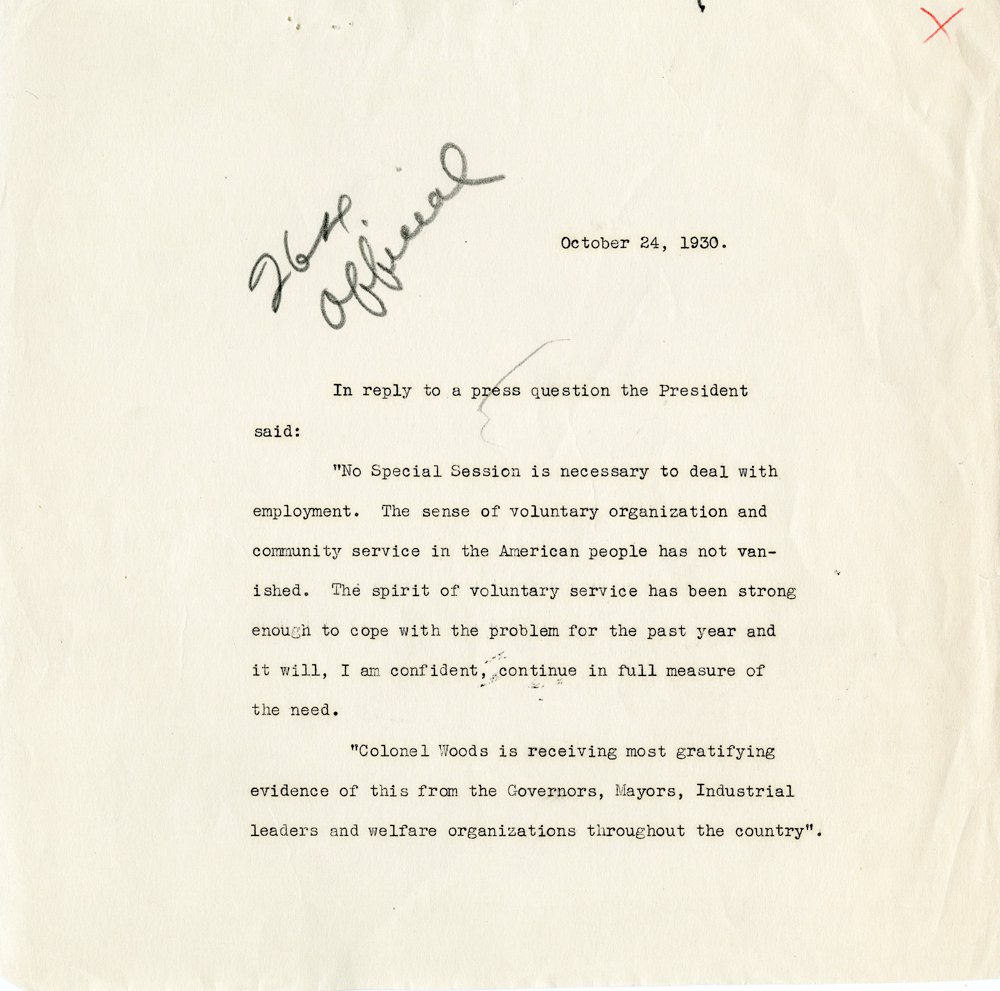 264.
Official
October 24, 1930.
In reply to a press question the President
said:
"No Special Session is necessary to deal with
employment. The sense of voluntary organization and
community service in the American people has not van-
ished. The spirit of voluntary service has been strong
enough to cope with the problem for the past year and
it will, I am confident, continue in full measure of
the need.
"Colonel Woods is receiving most gratifying
evidence of this from the Governors, Mayors, Industrial
leaders and welfare organizations throughout the country".